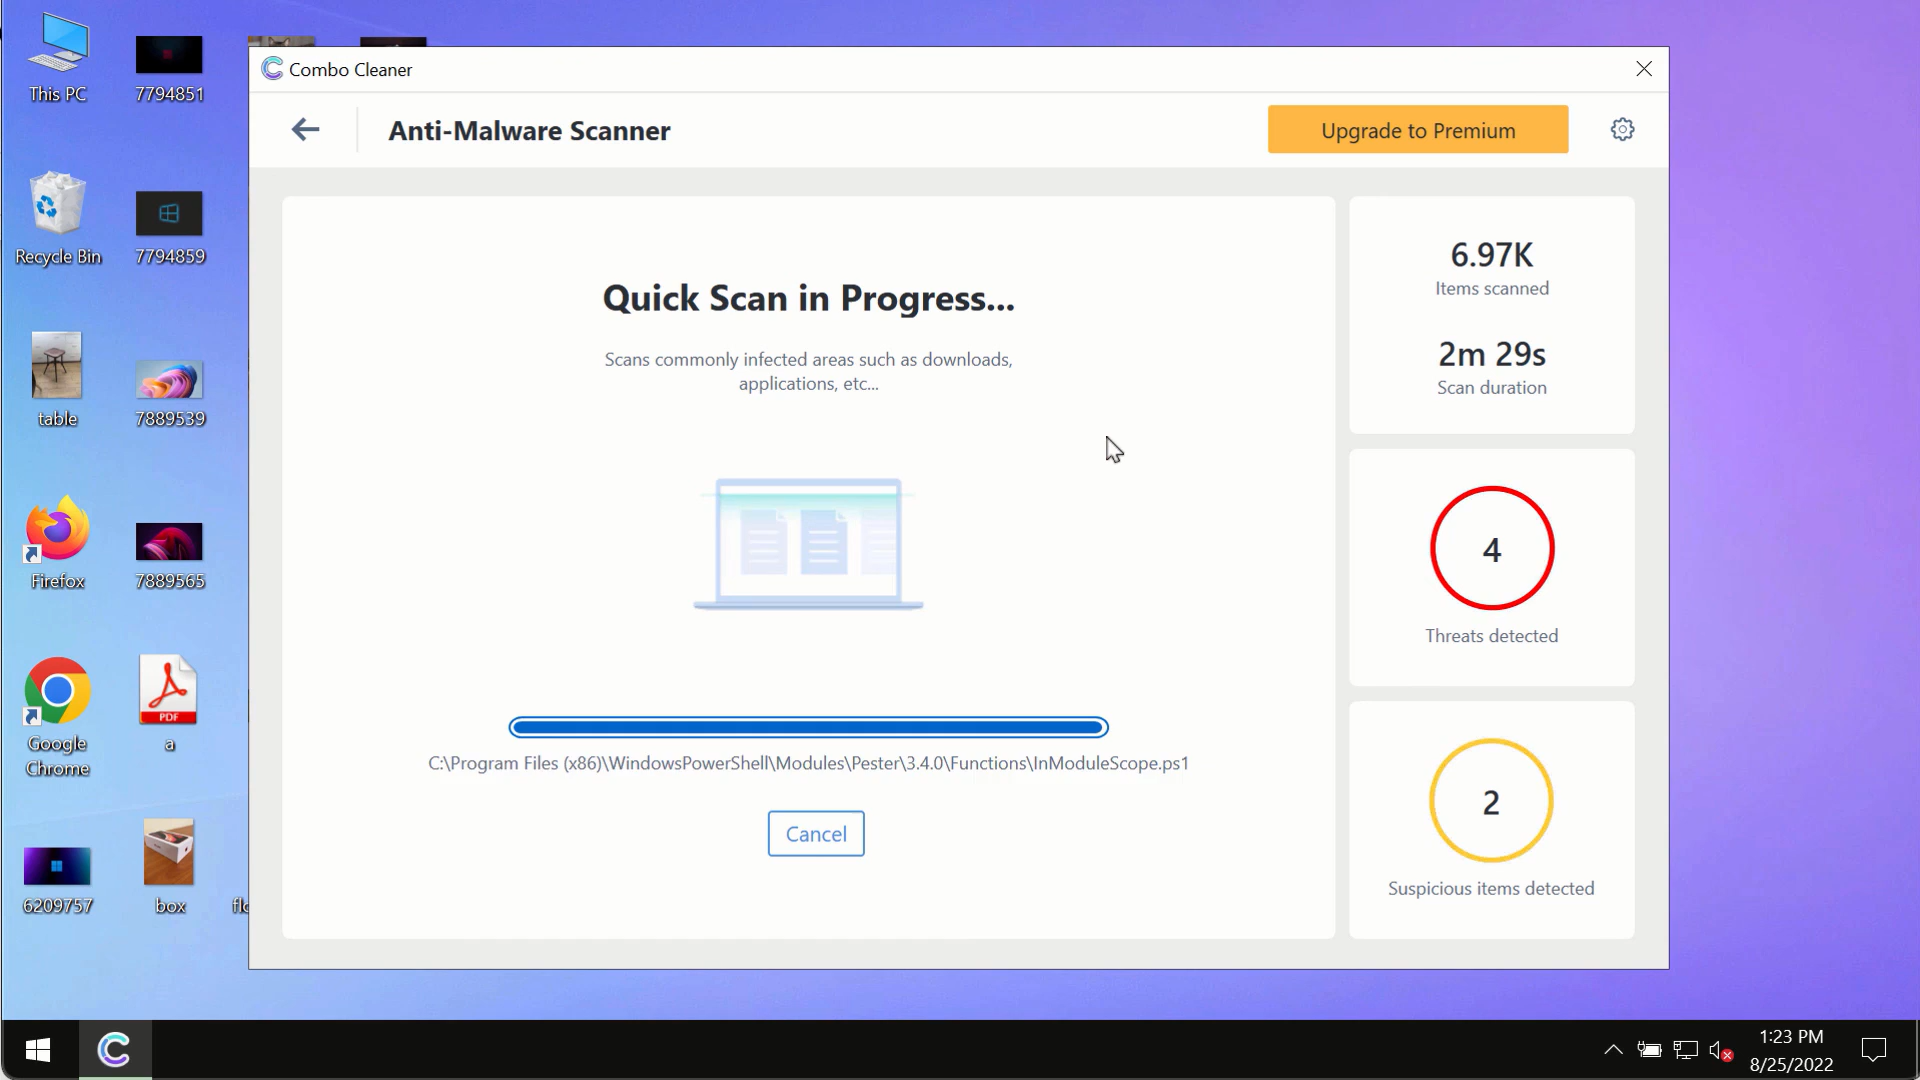 This PC
7794851
Recycle Bin
7794859
table
7889539
Firefox
7889565
Google
Chrome
PDF
a
6209757
box
Combo Cleaner
Anti-Malware Scanner
Upgrade to Premium
Quick Scan in Progress...
Scans commonly infected areas such as downloads,
applications, etc...
C:\Program Files (x86)\WindowsPowerShell\Modules\Pester\3.4.0\Functions\InModuleScope.ps1
Cancel
6.97K
Items scanned
2m 29s
Scan duration
4
Threats detected
2
Suspicious items detected
1:23 PM
8/25/2022